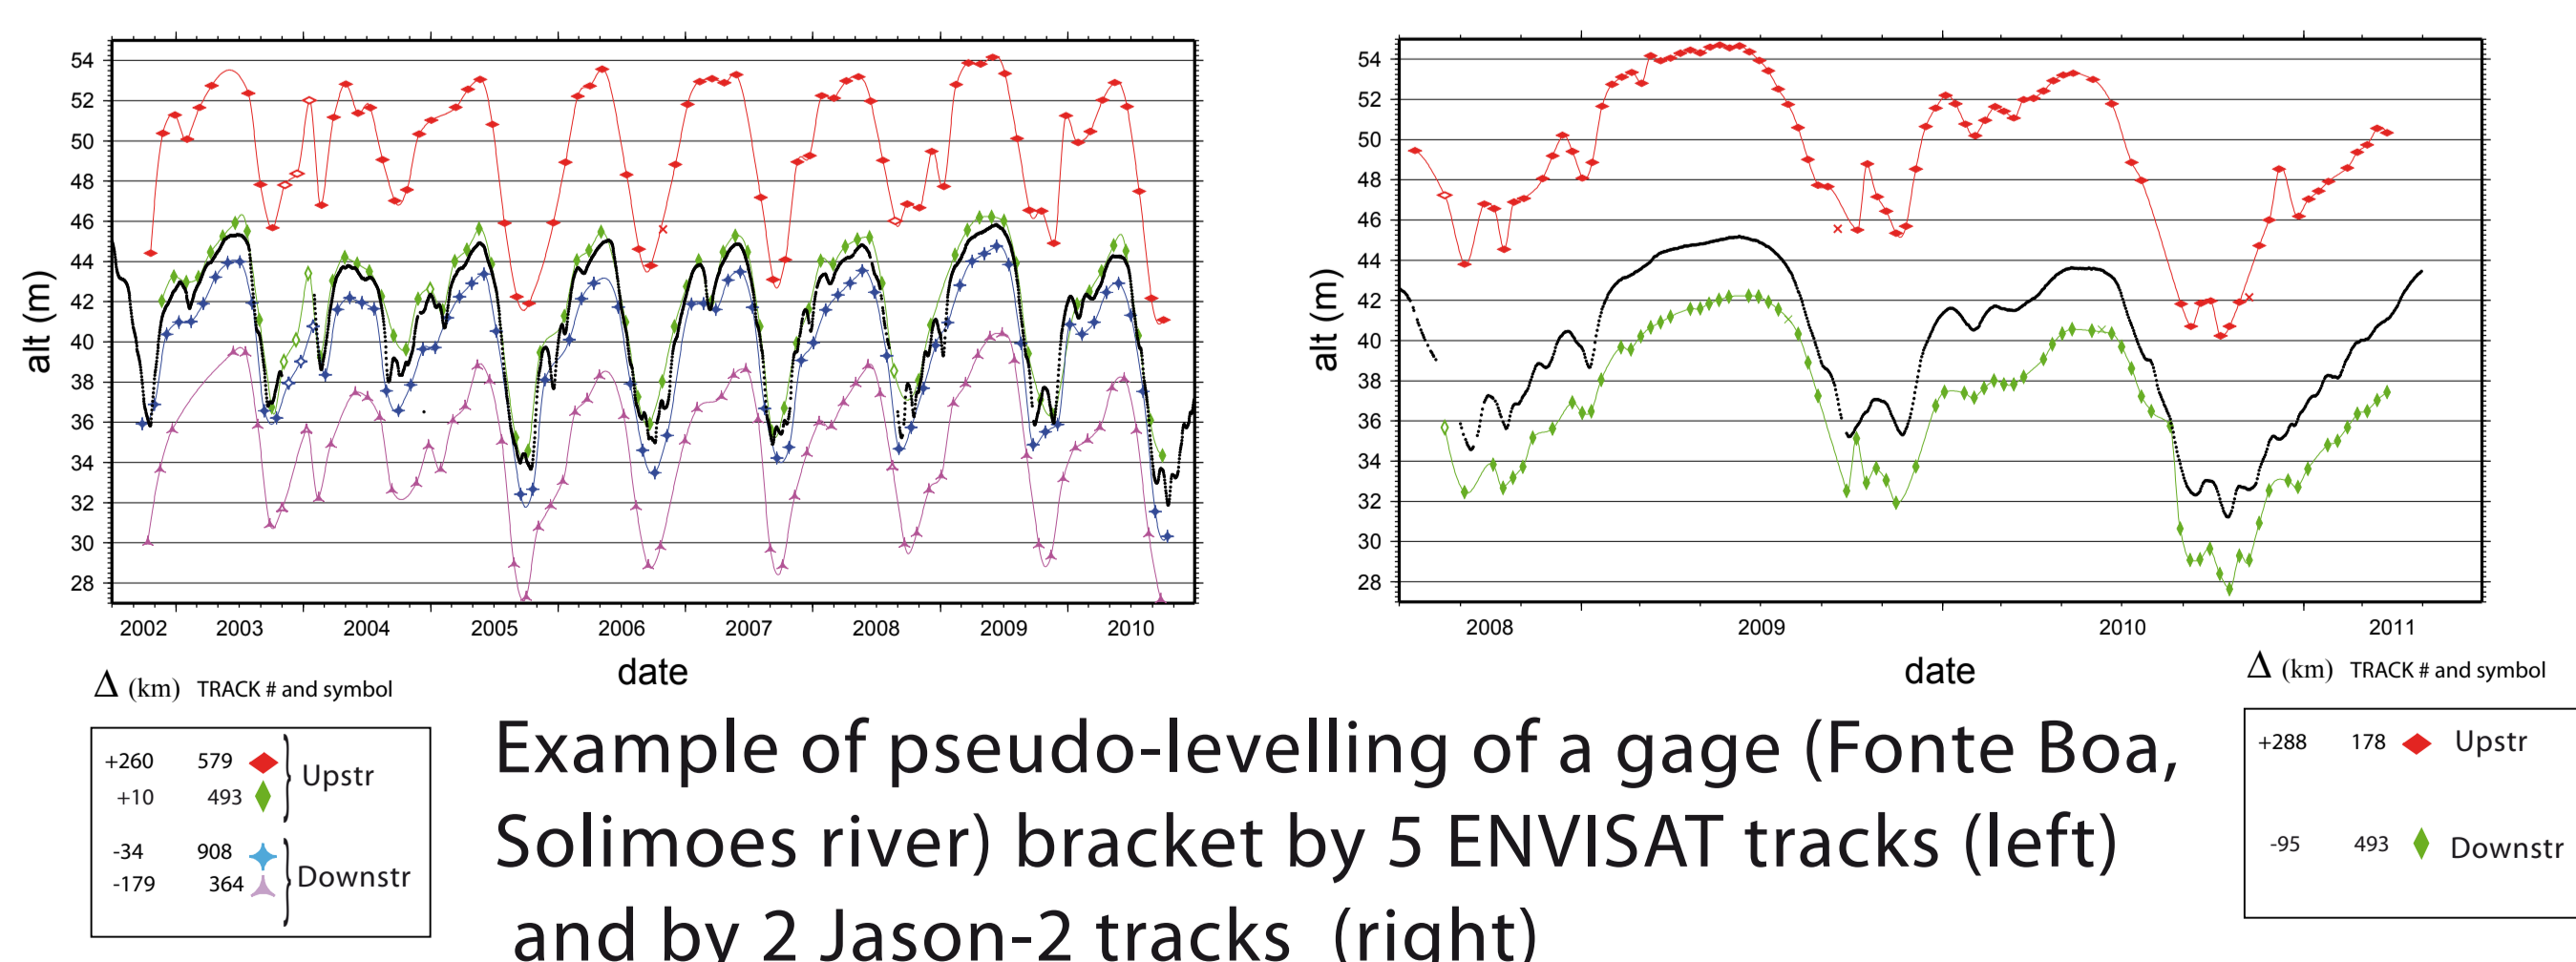 54
52
50
48
46
44
42
40
38
36
34
32
30
28
alt (m)
2002 2003 2004 2005 2006 2007 2008 2009 2010
date
54
52
50
48
46
44
42
40
38
36
34
32
30
28
alt (m)
2008 2009 2010 2011
date
Δ (km) TRACK # and symbol
+260 579
+10 493
Upstr
-34 908
-179 364
Downstr
Example of pseudo-levelling of a gage (Fonte Boa,
Solimoes river) bracket by 5 ENVISAT tracks (left)
and by 2 Jason-2 tracks (right)
Δ (km) TRACK # and symbol
+288 178 Upstr
-95 493 Downstr